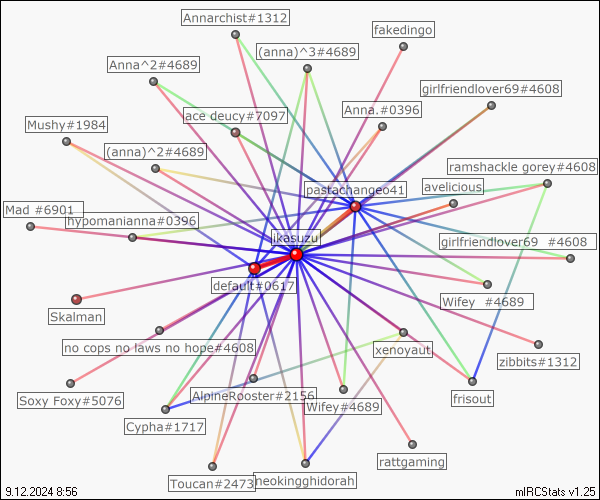 Annarchist#1312
fakedingo
(anna)^3#4689
Anna^2#4689
girlfriendlover69#4608
Anna.#0396
ace deucy#7097
Mushy#1984
(anna)^2#4689
ramshackle gorey#4608
pastachangeo41
avelicious
Mad #6901
hypomanianna#0396
ikasuzu
girlfriendlover69 #4608
default#0617
Skalman
Wifey #4689
no cops no laws no hope#4608
xenoyaut
zibbits#1312
Soxy Foxy#5076
AlpineRooster#2156
Wifey#4689
frisout
Cypha#1717
rattgaming
Toucan#2473
neokingghidorah
9.12.2024 8:56
mIRCStats v1.25